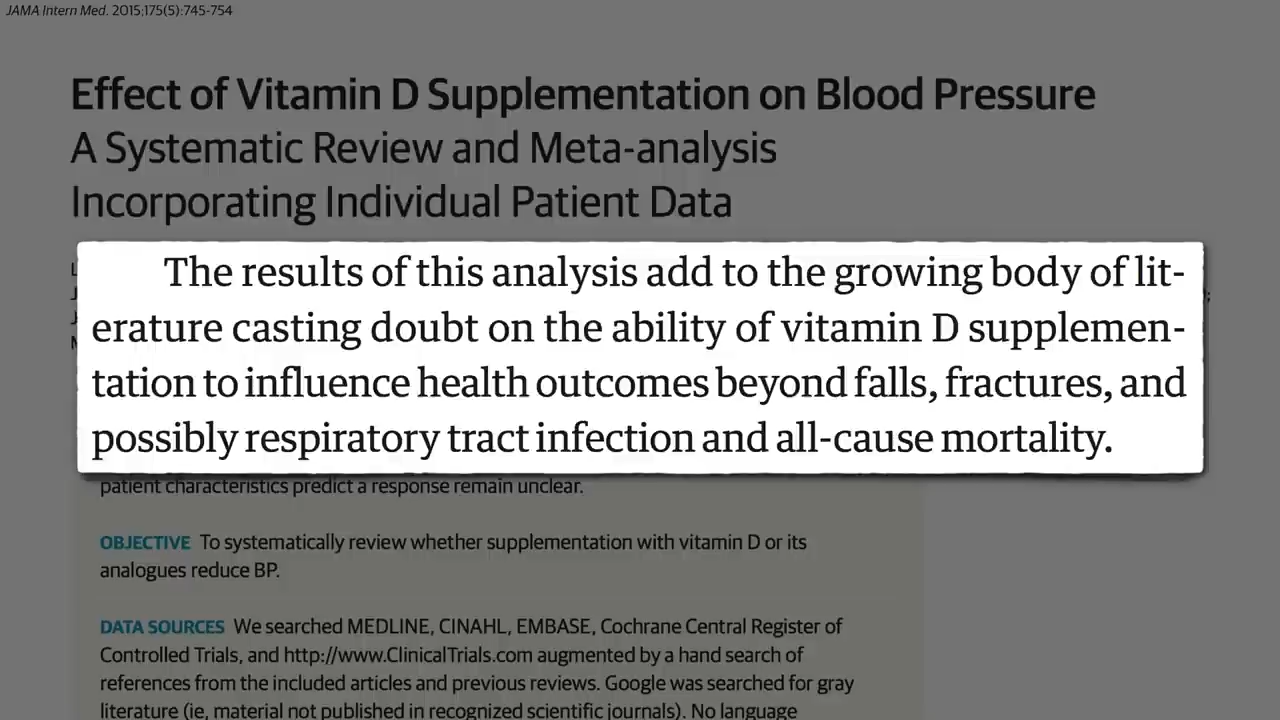 JAMA Intern Med. 2015;175(5):745-754
Effect of Vitamin D Supplementation on Blood Pressure
A Systematic Review and Meta-analysis
Incorporating Individual Patient Data
The results of this analysis add to the growing body of lit-
erature casting doubt on the ability of vitamin D supplemen-
tation to influence health outcomes beyond falls, fractures, and
possibly respiratory tract infection and all-cause mortality.
patient characteristics predict a response remain unclear.
OBJECTIVE To systematically review whether supplementation with vitamin D or its
analogues reduce BP.
DATA SOURCES We searched MEDLINE, CINAHL, EMBASE, Cochrane Central Register of
Controlled Trials, and http://www.ClinicalTrials.com augmented by a hand search of
references from the included articles and previous reviews. Google was searched for gray
literature (ie, material not published in recognized scientific journals). No language